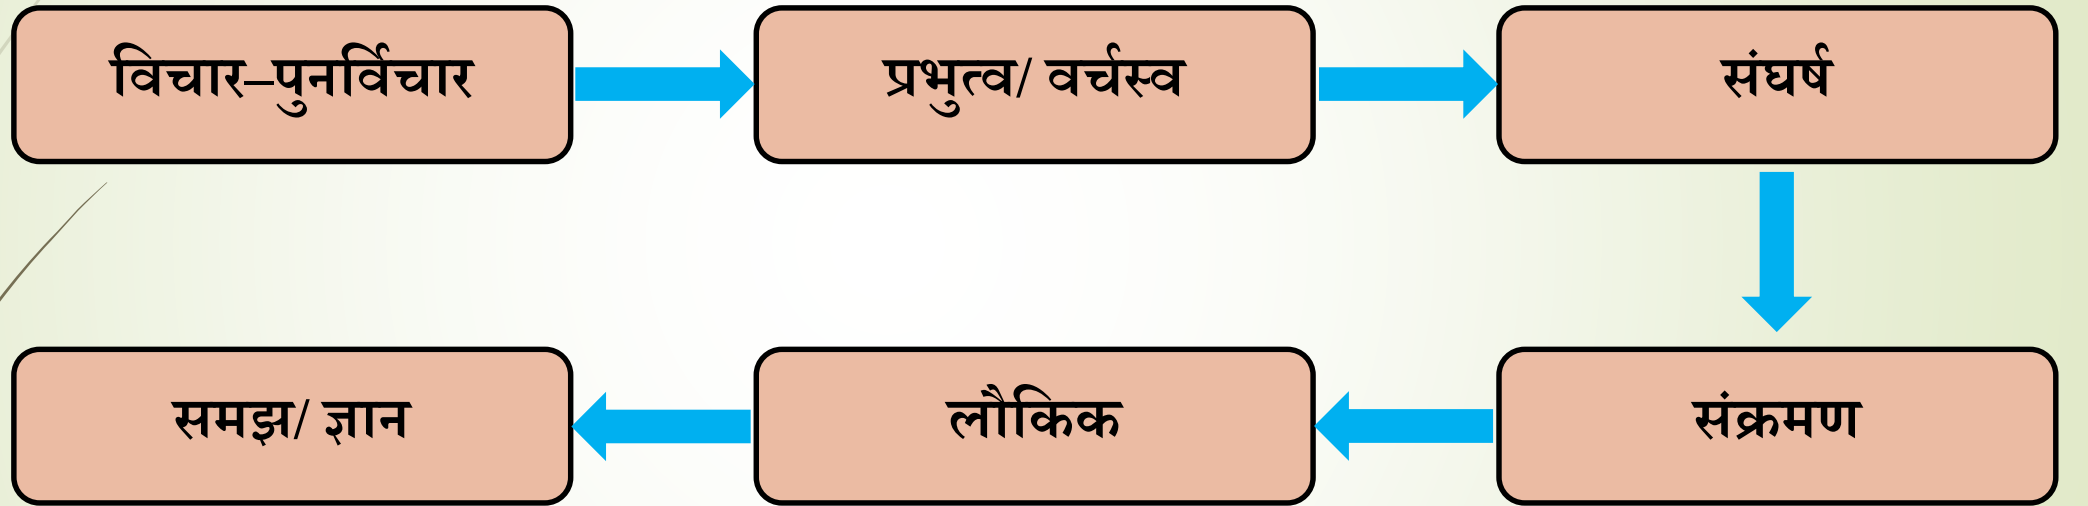 विचार–पुनर्विचार
प्रभुत्व/ वर्चस्व
संघर्ष
संक्रमण
लौकिक
समझ/ ज्ञान